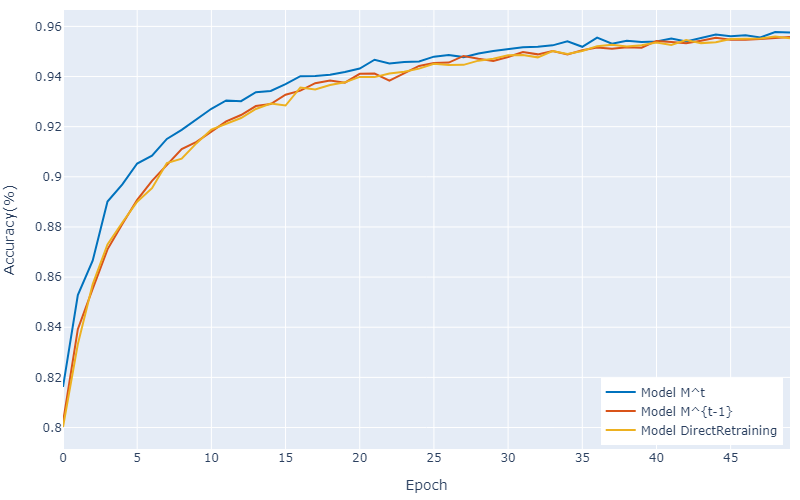 0.96
0.94
0.92
0.9
0.88
0.86
0.84
0.82
0.8
Accuracy(%)
0 5 10 15 20 25 30 35 40 45
Epoch
Model M^t
Model M^{t-1}
Model DirectRetraining